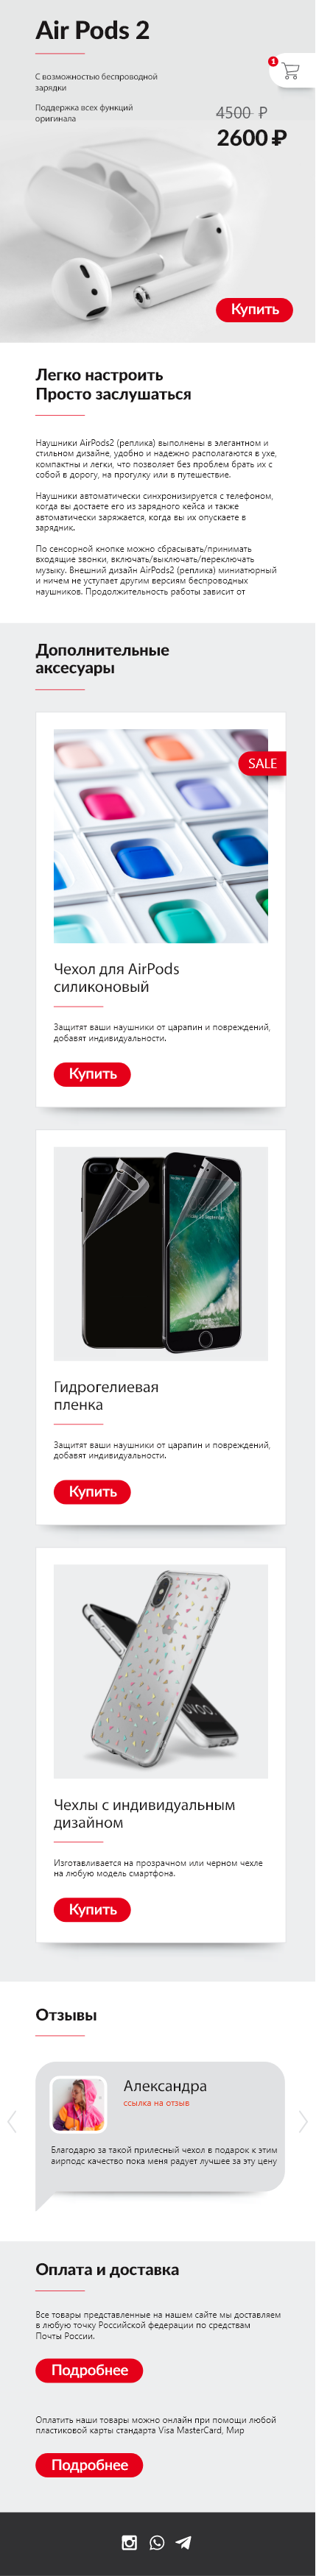 Air Pods 2
С возможностью беспроводной
зарядки
Поддержка всех функций
оригинала
1
4500 ₽
2600 ₽
Купить
Легко настроить
Просто заслушаться
Наушники AirPods2 (реплика) выполнены в элегантном и
стильном дизайне, удобно и надежно располагаются в ухе,
компактны и легки, что позволяет без проблем брать их с
собой в дорогу, на прогулку или в путешествие.
Наушники автоматически синхронизируется с телефоном,
когда вы достаете его из зарядного кейса и также
автоматически заряжается, когда вы их опускаете в
зарядник.
По сенсорной кнопке можно сбрасывать/принимать
входящие звонки, включать/выключать/переключать
музыку. Внешний дизайн AirPods2 (реплика) миниатюрный
и ничем не уступает другим версиям беспроводных
наушников. Продолжительность работы зависит от
Дополнительные
аксесуары
SALE
Чехол для AirPods
силиконовый
Защитят ваши наушники от царапин и повреждений,
добавят индивидуальности.
Купить
Гидрогелиевая
пленка
Защитят ваши наушники от царапин и повреждений,
добавят индивидуальности.
Купить
Чехлы с индивидуальным
дизайном
Изготавливается на прозрачном или черном чехле
на любую модель смартфона.
Купить
Отзывы
Александра
ссылка на отзыв
Благодарю за такой прилесный чехол в подарок к этим
аирподс качество пока меня радует лучшее за эту цену
Оплата и доставка
Все товары представленные на нашем сайте мы доставляем
в любую точку Российской федерации по средствам
Почты России.
Подробнее
Оплатить наши товары можно онлайн при помощи любой
пластиковой карты стандарта Visa MasterCard, Мир
Подробнее